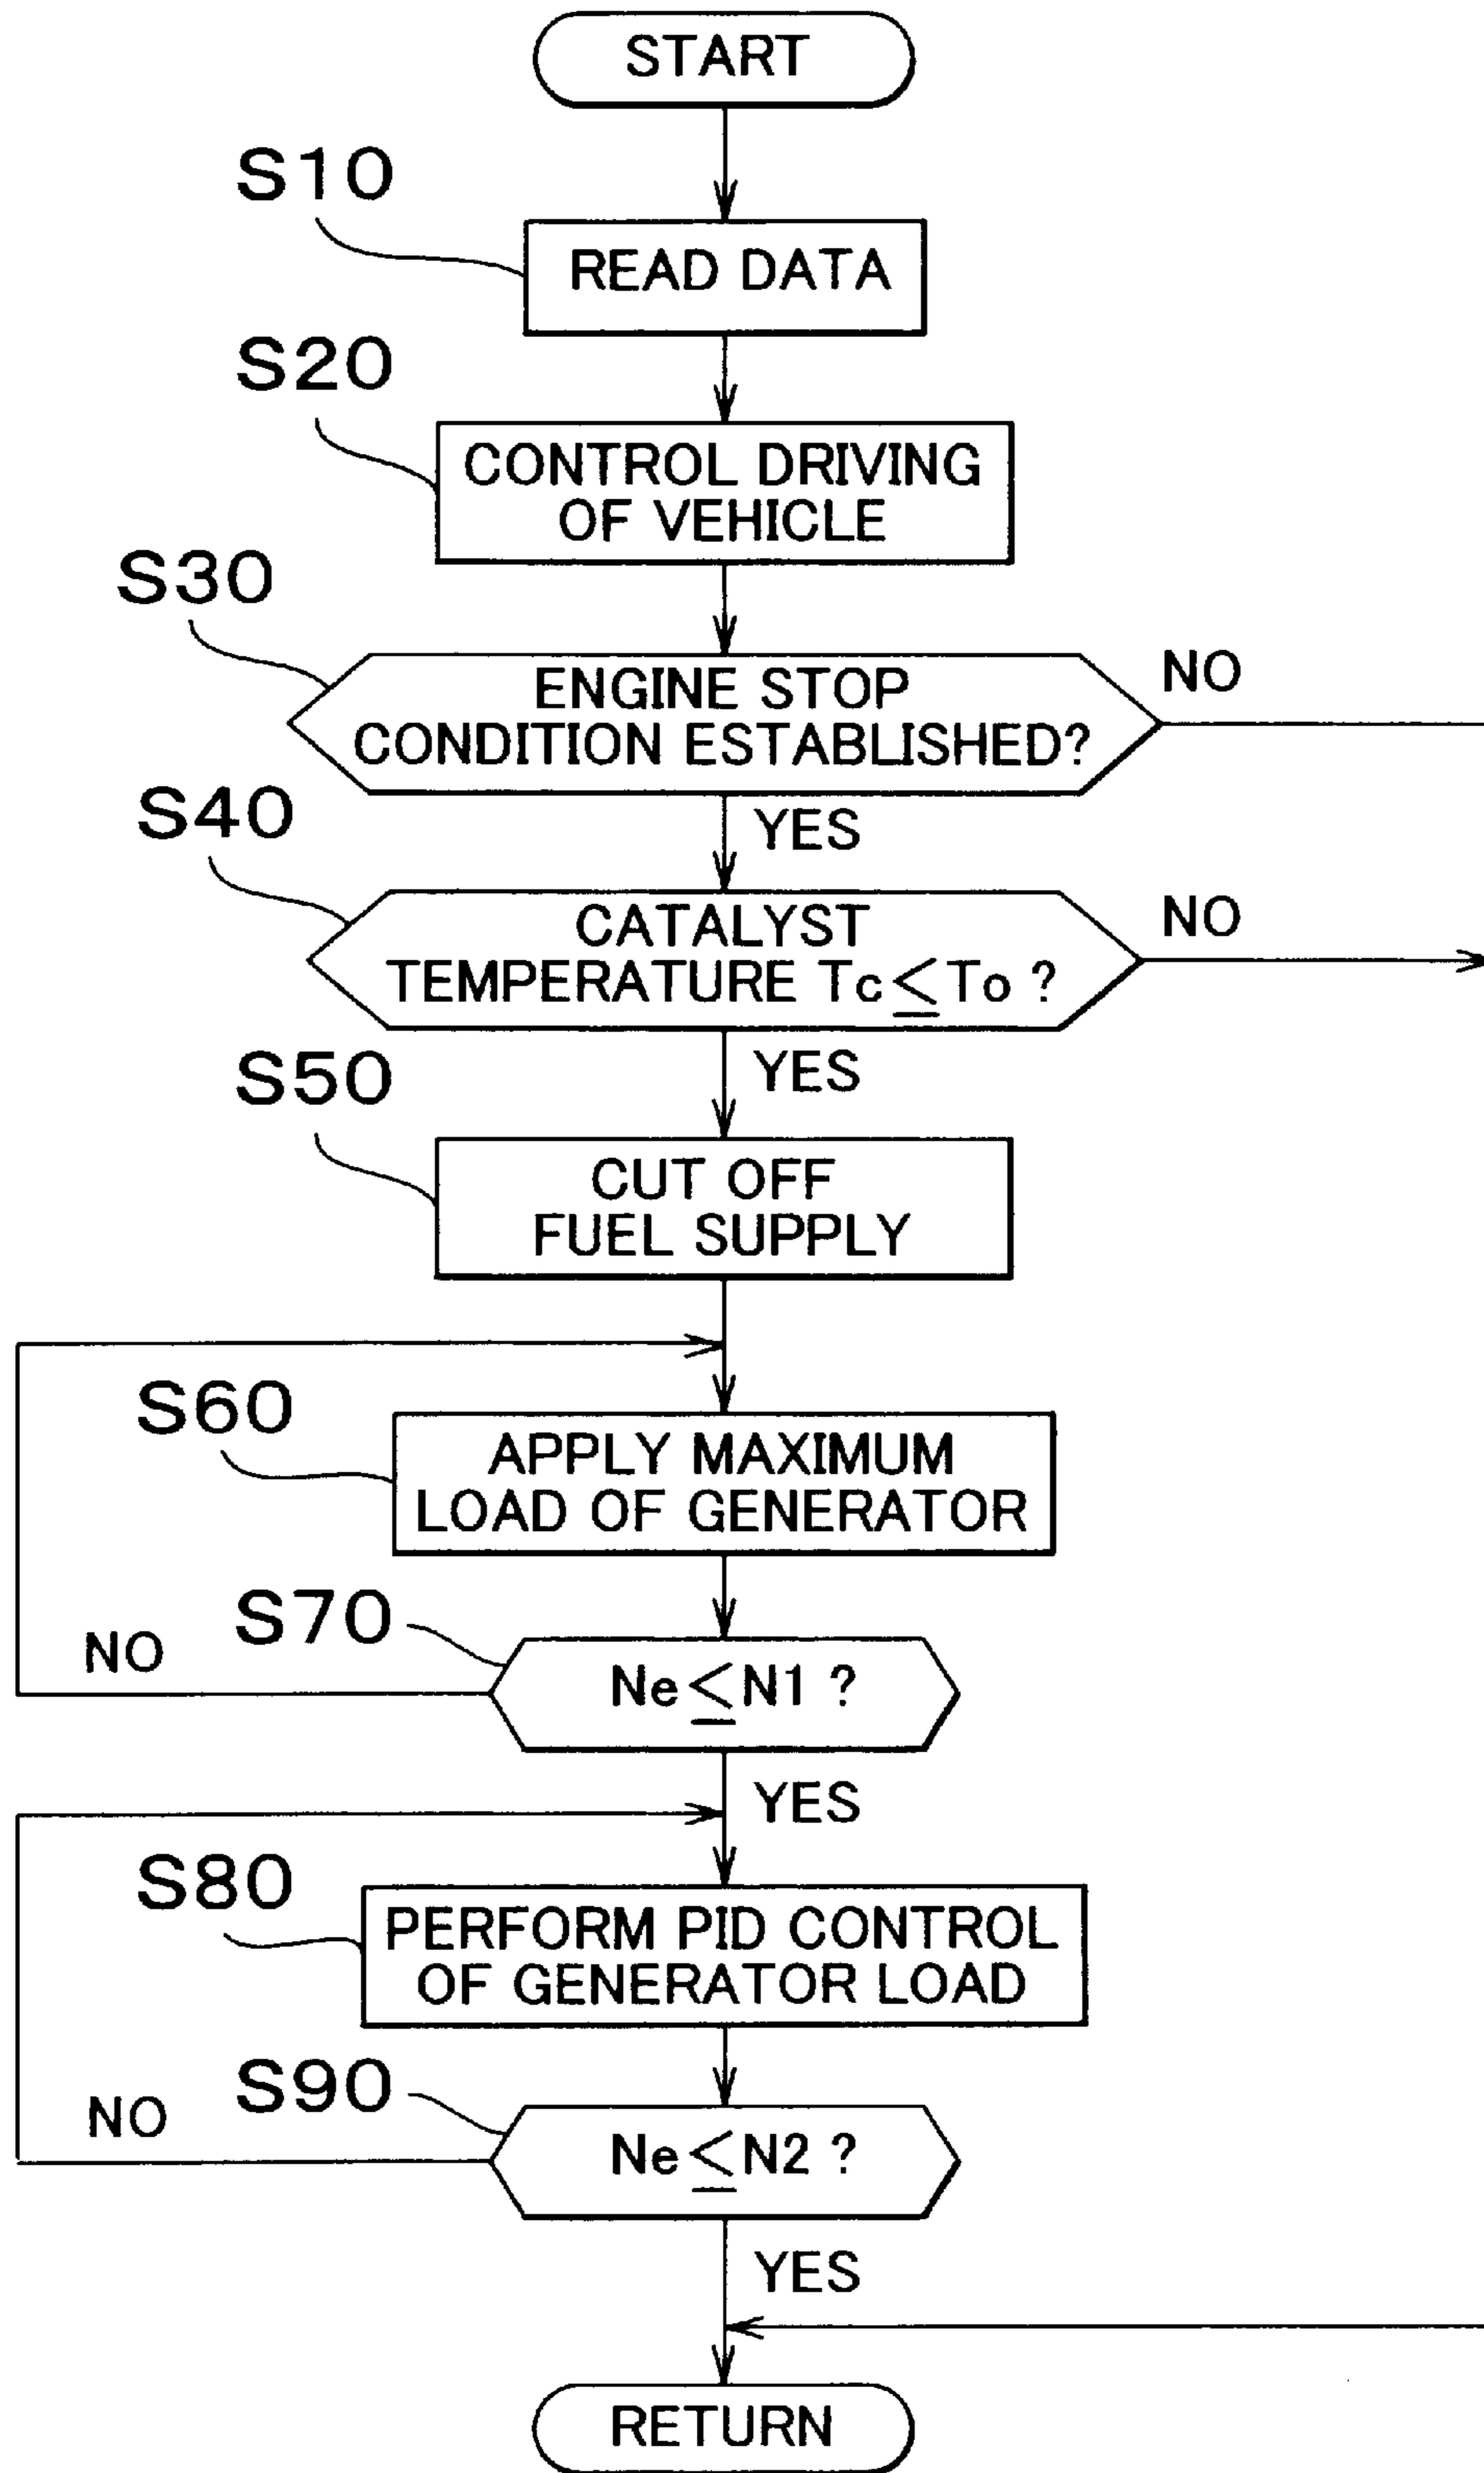 START
S10
READ DATA
S20
CONTROL DRIVING
OF VEHICLE
S30
ENGINE STOP
CONDITION ESTABLISHED?
NO
S40
YES
CATALYST
TEMPERATURE Tc≤To ?
NO
S50
YES
CUT OFF
FUEL SUPPLY
S60
APPLY MAXIMUM
LOAD OF GENERATOR
S70
NO
Ne≤N1 ?
YES
S80
PERFORM PID CONTROL
OF GENERATOR LOAD
S90
NO
Ne≤N2 ?
YES
RETURN